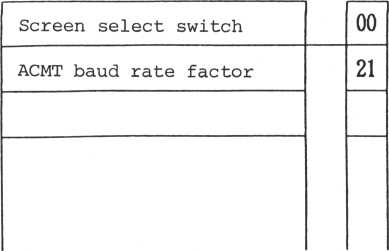 Screen select switch 00
ACMT baud rate factor 21